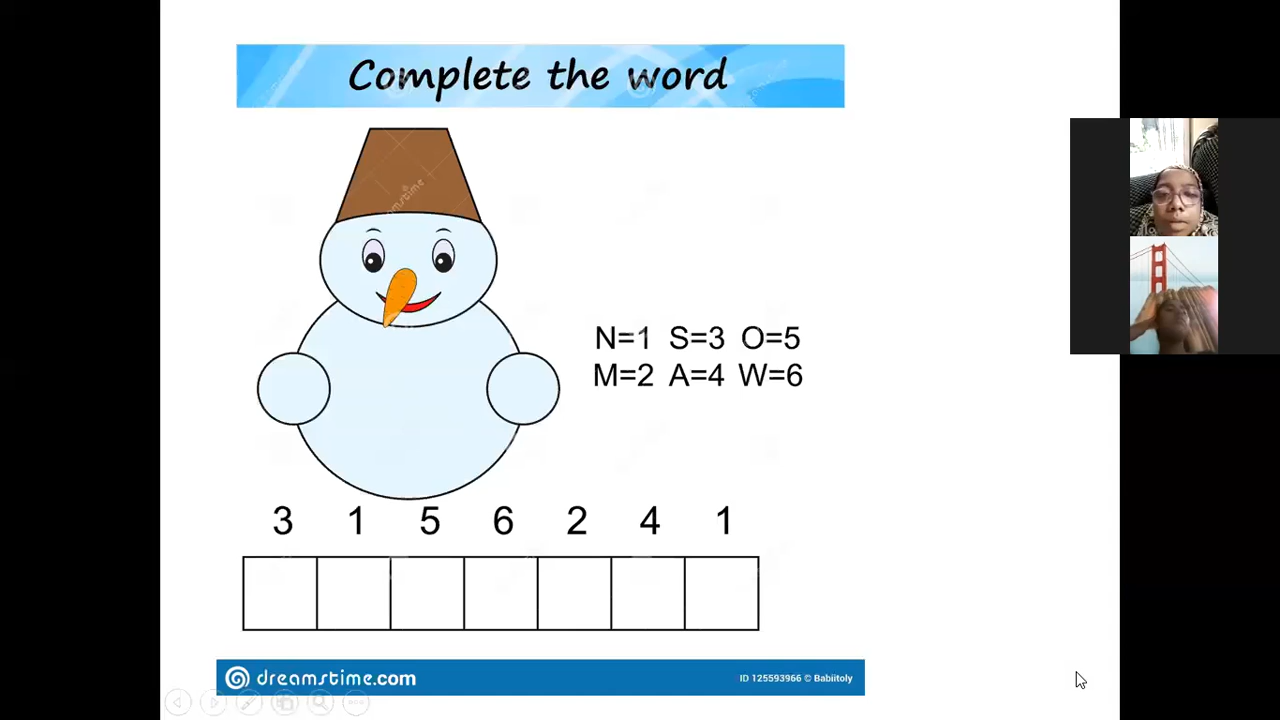 Complete the word
N=1 S=3 O=5
M=2 A=4 W=6
3 1 5 6 2 4 1
dreamstime.com
ID 125593966 © Babiitoly